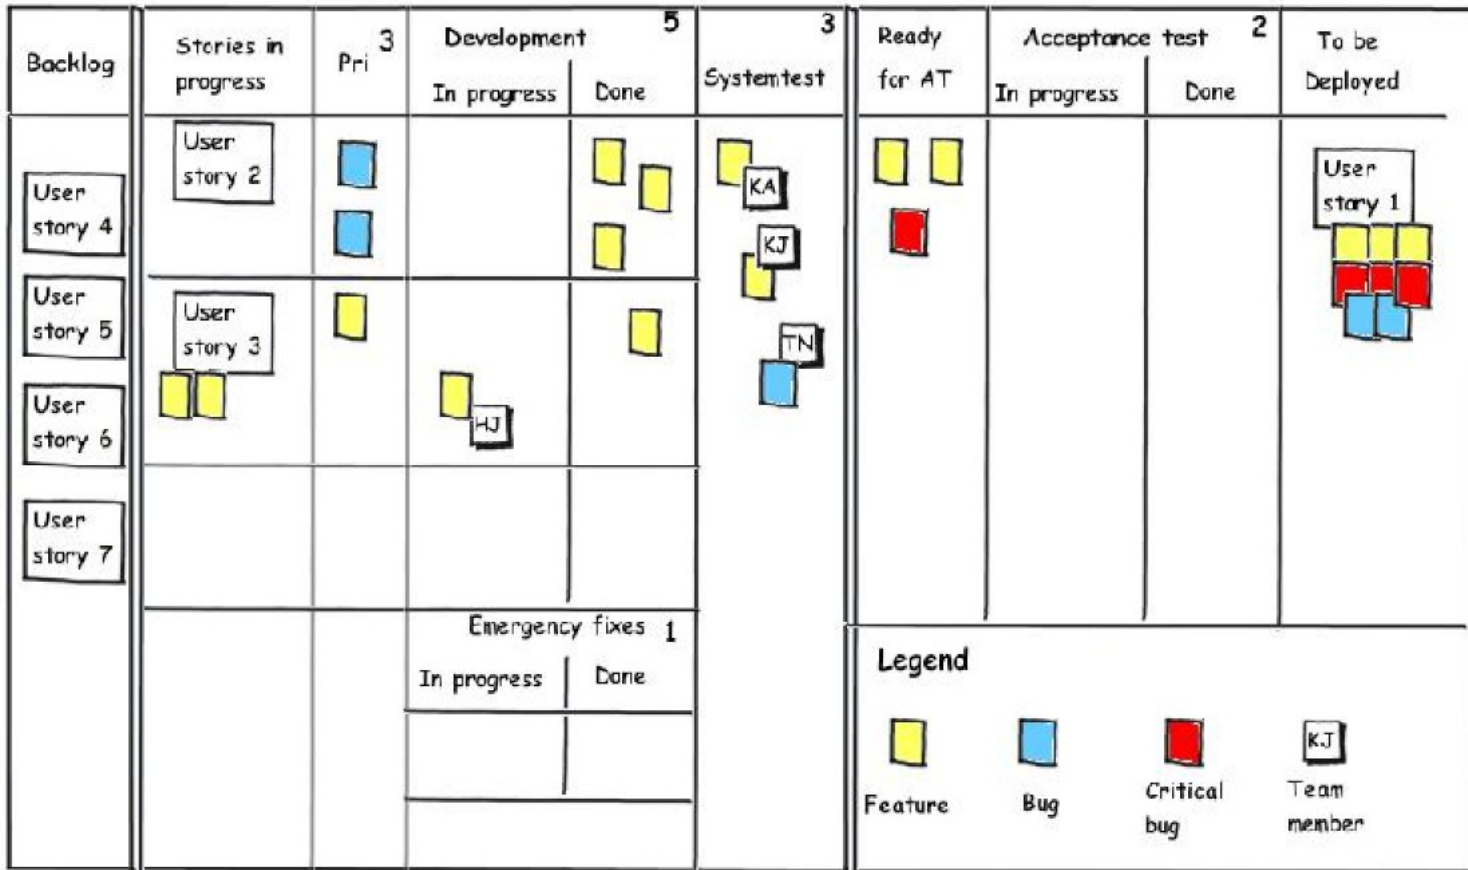 Backlog
Stories in
progress
Pri
3
Development
5
In progress
Done
3
Systemtest
Ready
for AT
Acceptance test
2
In progress
Done
To be
Deployed
User
story 4
User
story 5
User
story 6
User
story 7
User
story 2
User
story 3
HJ
KA
KJ
TN
User
story 1
Emergency fixes
1
In progress
Done
Legend
Feature
Bug
Critical
bug
KJ
Team
member